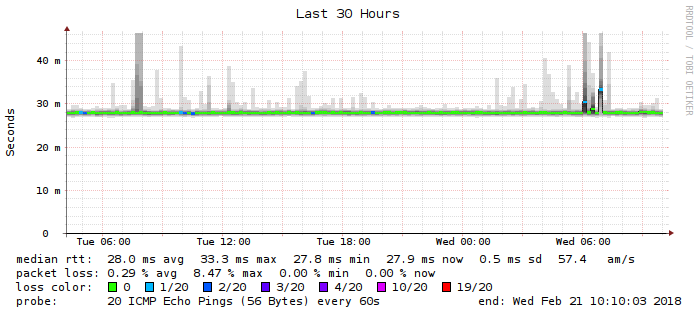 Last 30 Hours
RRDTOOL / TOBI OETIKER
Seconds
40 m
30 m
20 m
10 m
0
Tue 06:00 Tue 12:00 Tue 18:00 Wed 00:00 Wed 06:00
median rtt: 28.0 ms avg 33.3 ms max 27.8 ms min 27.9 ms now 0.5 ms sd 57.4 am/s
packet loss: 0.29 % avg 8.47 % max 0.00 % min 0.00 % now
loss color: 0 1/20 2/20 3/20 4/20 10/20 19/20
probe: 20 ICMP Echo Pings (56 Bytes) every 60s end: Wed Feb 21 10:10:03 2018